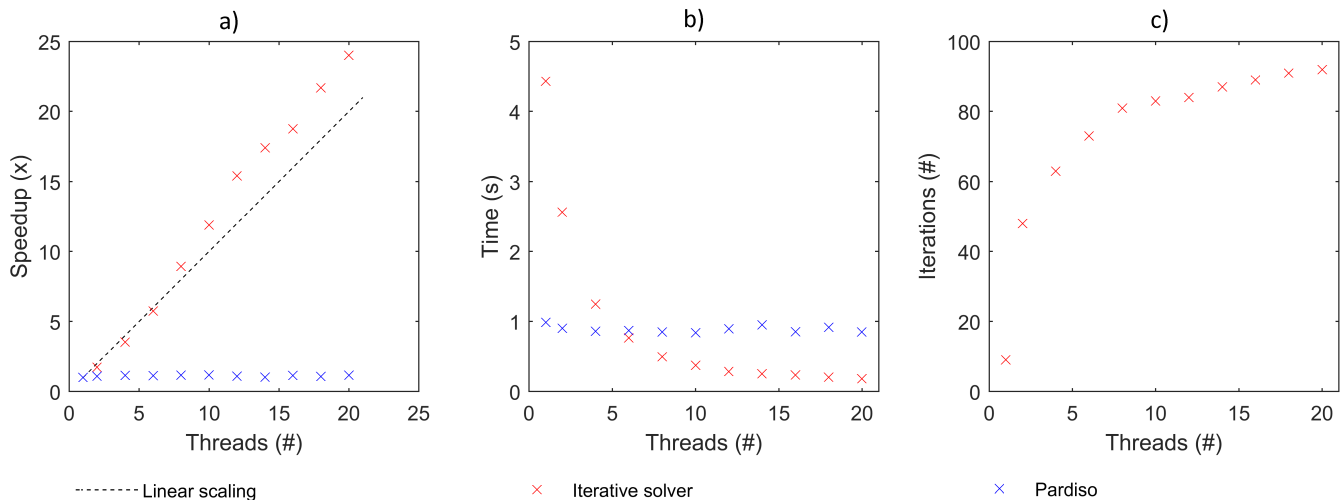 a)
25
20
15
10
5
0
Speedup (x)
0 5 10 15 20 25
Threads (#)
b)
5
4
3
2
1
0
Time (s)
0 5 10 15 20
Threads (#)
c)
100
80
60
40
20
0
Iterations (#)
0 5 10 15 20
Threads (#)
Linear scaling
Iterative solver
Pardiso